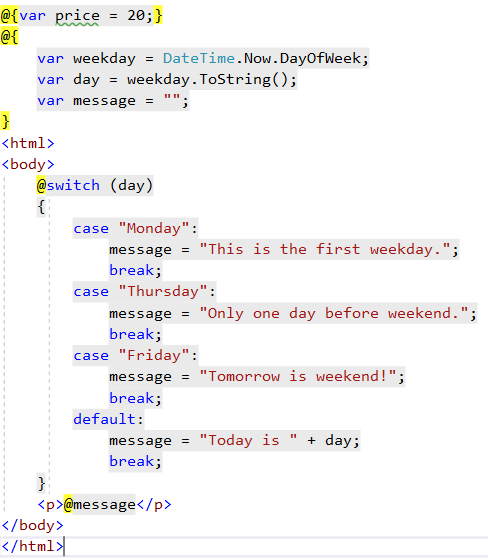 @{var price = 20;}
@{
    var weekday = DateTime.Now.DayOfWeek;
    var day = weekday.ToString();
    var message = "";
}
<html>
<body>
    @switch (day)
    {
        case "Monday":
            message = "This is the first weekday.";
            break;
        case "Thursday":
            message = "Only one day before weekend.";
            break;
        case "Friday":
            message = "Tomorrow is weekend!";
            break;
        default:
            message = "Today is " + day;
            break;
    }
    <p>@message</p>
</body>
</html>